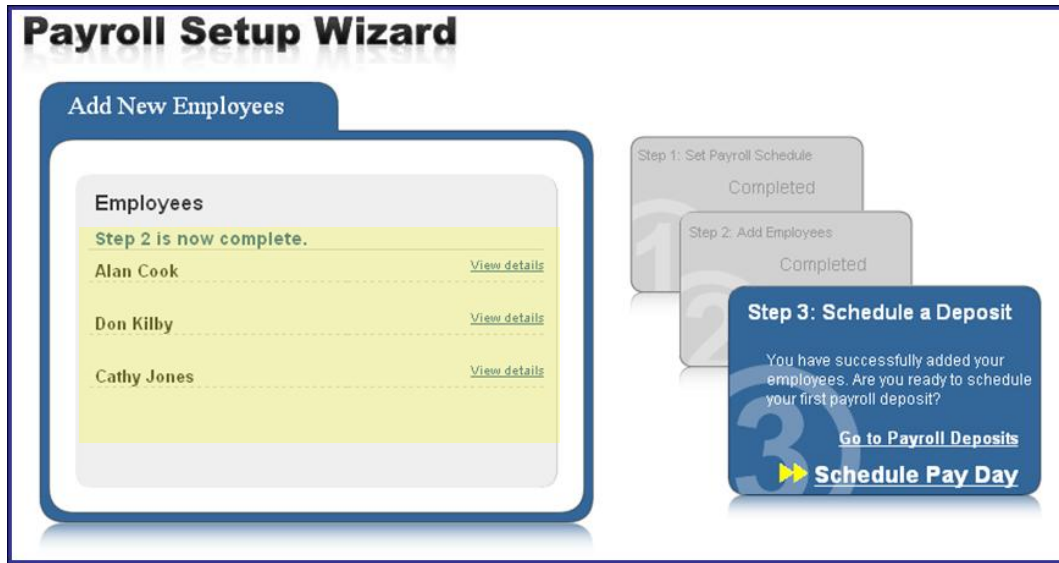 Payroll Setup Wizard
Add New Employees
Employees
Step 2 is now complete.
Alan Cook View details
Don Kilby View details
Cathy Jones View details
Step 1: Set Payroll Schedule
Completed
1
Step 2: Add Employees
Completed
2
Step 3: Schedule a Deposit
You have successfully added your
employees. Are you ready to schedule
your first payroll deposit?
3
Go to Payroll Deposits
Schedule Pay Day